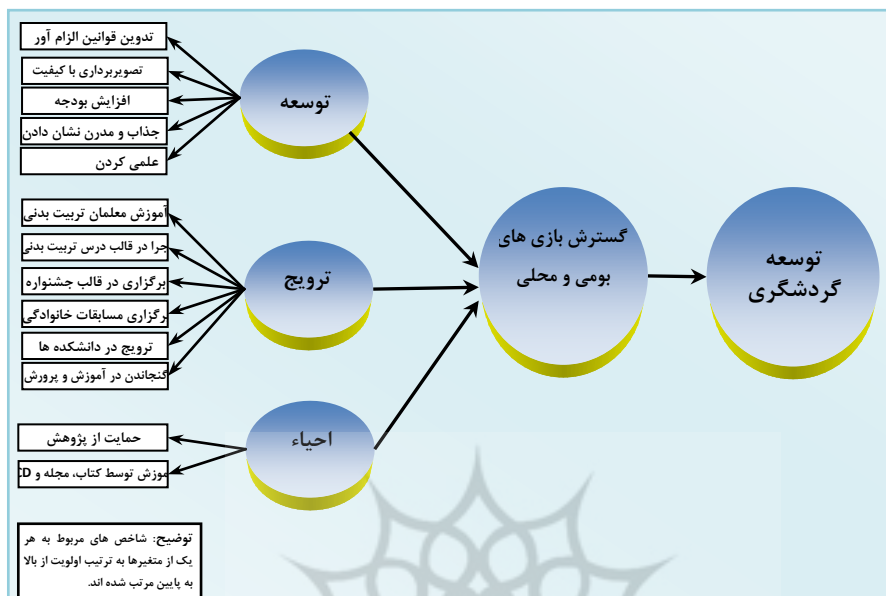 تدوین قوانین الزام آور
تصویربرداری با کیفیت
افزایش بودجه
جذاب و مدرن نشان دادن
علمی کردن
توسعه
آموزش معلمان تربیت بدنی
جرا در قالب درس تربیت بدنی
برگزاری در قالب جشنواره
برگزاری مسابقات خانوادگی
ترویج در دانشکده ها
گنجاندن در آموزش و پرورش
ترویج
حمایت از پژوهش
موزش توسط کتاب، مجله و CD
احیاء
گسترش بازی های
بومی و محلی
توسعه
گردشگری
توضیح: شاخص های مربوط به هر
یک از متغیرها به ترتیب اولویت از بالا
به پایین مرتب شده اند.